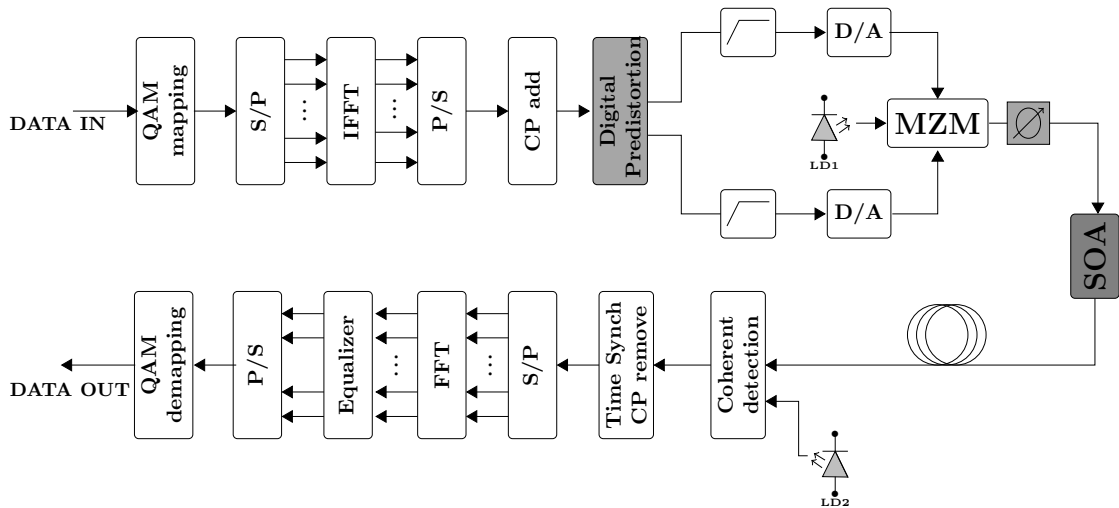 DATA IN
QAM
mapping
S/P
...
IFFT
...
P/S
CP add
Digital
Predistortion
D/A
D/A
LD1
MZM
SOA
DATA OUT
QAM
demapping
P/S
Equalizer
...
FFT
...
S/P
Time Synch
CP remove
Coherent
detection
LD2